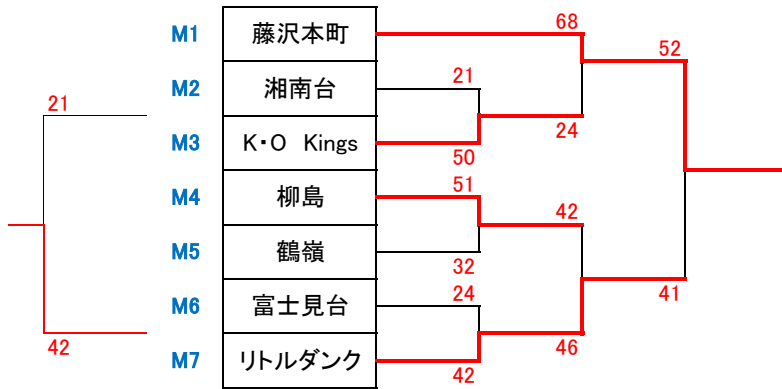 M1 藤沢本町 68 52
M2 湘南台 21
21
M3 K・O Kings 50 24
M4 柳島 51 42
M5 鶴嶺 32
M6 富士見台 24 41
42 M7 リトルダンク 42 46